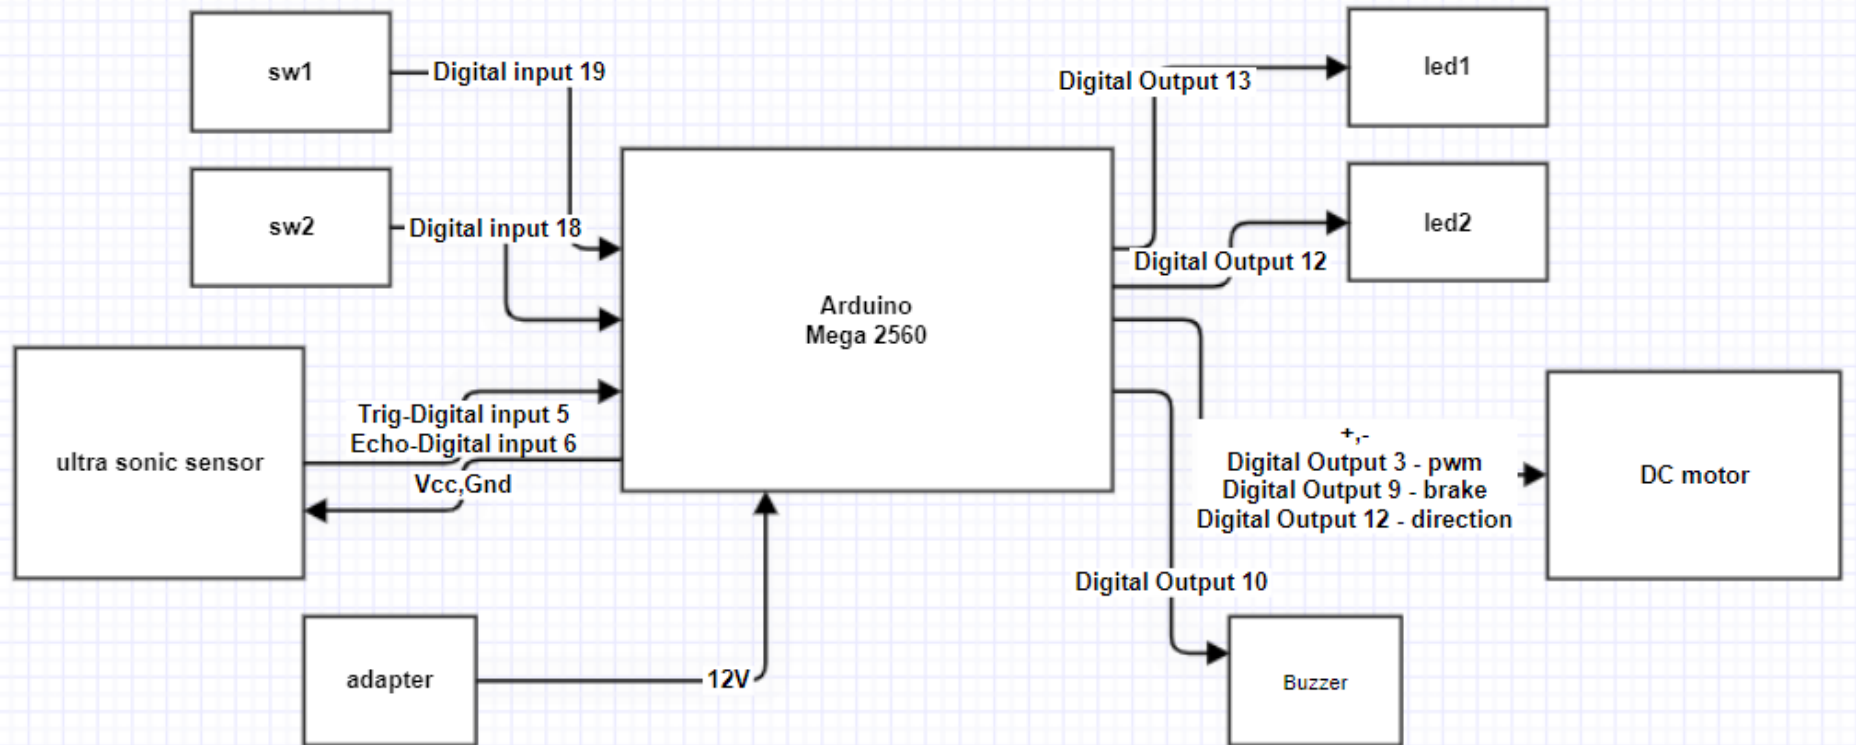 sw1
Digital input 19
Digital Output 13
led1
sw2
Digital input 18
Digital Output 12
led2
Arduino
Mega 2560
ultra sonic sensor
Trig-Digital input 5
Echo-Digital input 6
Vcc,Gnd
+,-
Digital Output 3 - pwm
Digital Output 9 - brake
Digital Output 12 - direction
DC motor
Digital Output 10
adapter
12V
Buzzer